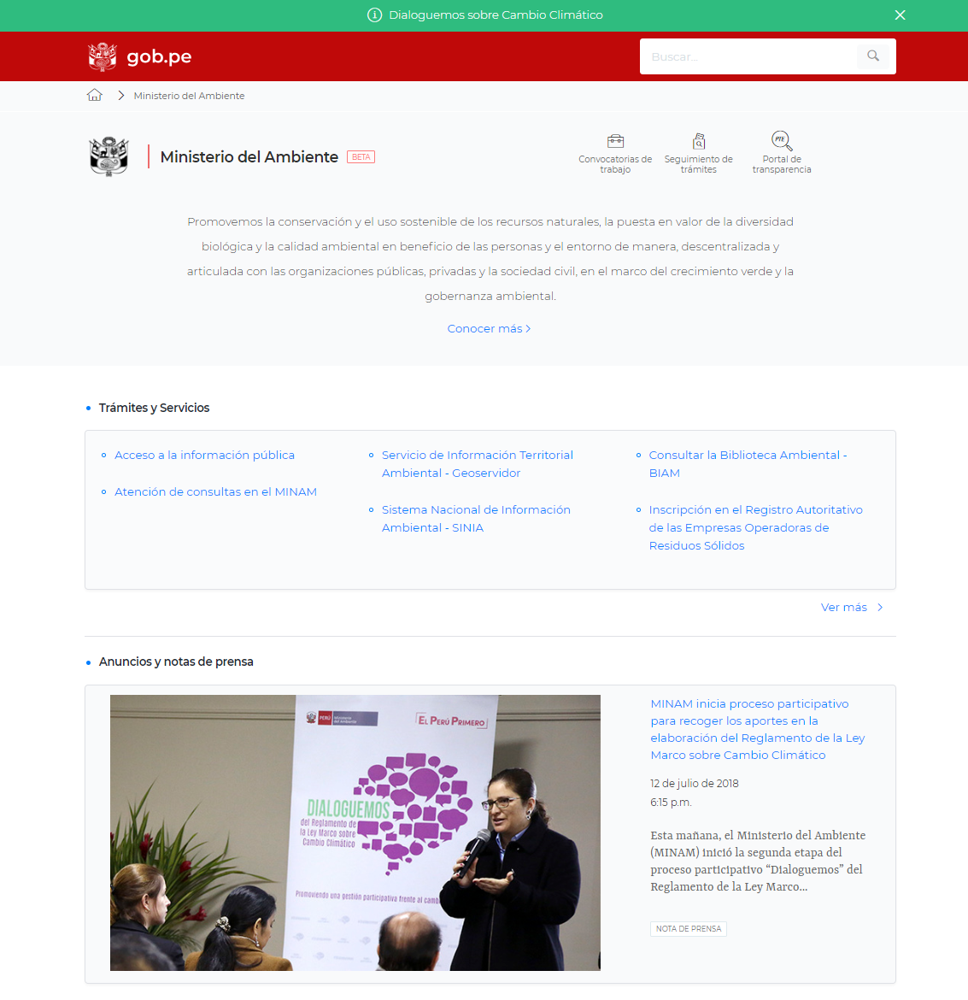 Dialoguemos sobre Cambio Climático
gob.pe
Buscar...
Ministerio del Ambiente
Ministerio del Ambiente BETA
Convocatorias de
trabajo
Seguimiento de
trámites
PTE
Portal de
transparencia
Promovemos la conservación y el uso sostenible de los recursos naturales, la puesta en valor de la diversidad
biológica y la calidad ambiental en beneficio de las personas y el entorno de manera, descentralizada y
articulada con las organizaciones públicas, privadas y la sociedad civil, en el marco del crecimiento verde y la
gobernanza ambiental.
Conocer más
Trámites y Servicios
Acceso a la información pública
Atención de consultas en el MINAM
Servicio de Información Territorial
Ambiental - Geoservidor
Sistema Nacional de Información
Ambiental - SINIA
Consultar la Biblioteca Ambiental -
BIAM
Inscripción en el Registro Autoritativo
de las Empresas Operadoras de
Residuos Sólidos
Ver más
Anuncios y notas de prensa
PERÚ
Ministerio
del Ambiente
EL PERÚ PRIMERO
DIALOGUEMOS
del Reglamento de
la Ley Marco sobre
Cambio Climático
Promoviendo una gestión participativa frente al camb
MINAM inicia proceso participativo
para recoger los aportes en la
elaboración del Reglamento de la Ley
Marco sobre Cambio Climático
12 de julio de 2018
6:15 p.m.
Esta mañana, el Ministerio del Ambiente
(MINAM) inició la segunda etapa del
proceso participativo “Dialoguemos” del
Reglamento de la Ley Marco...
NOTA DE PRENSA